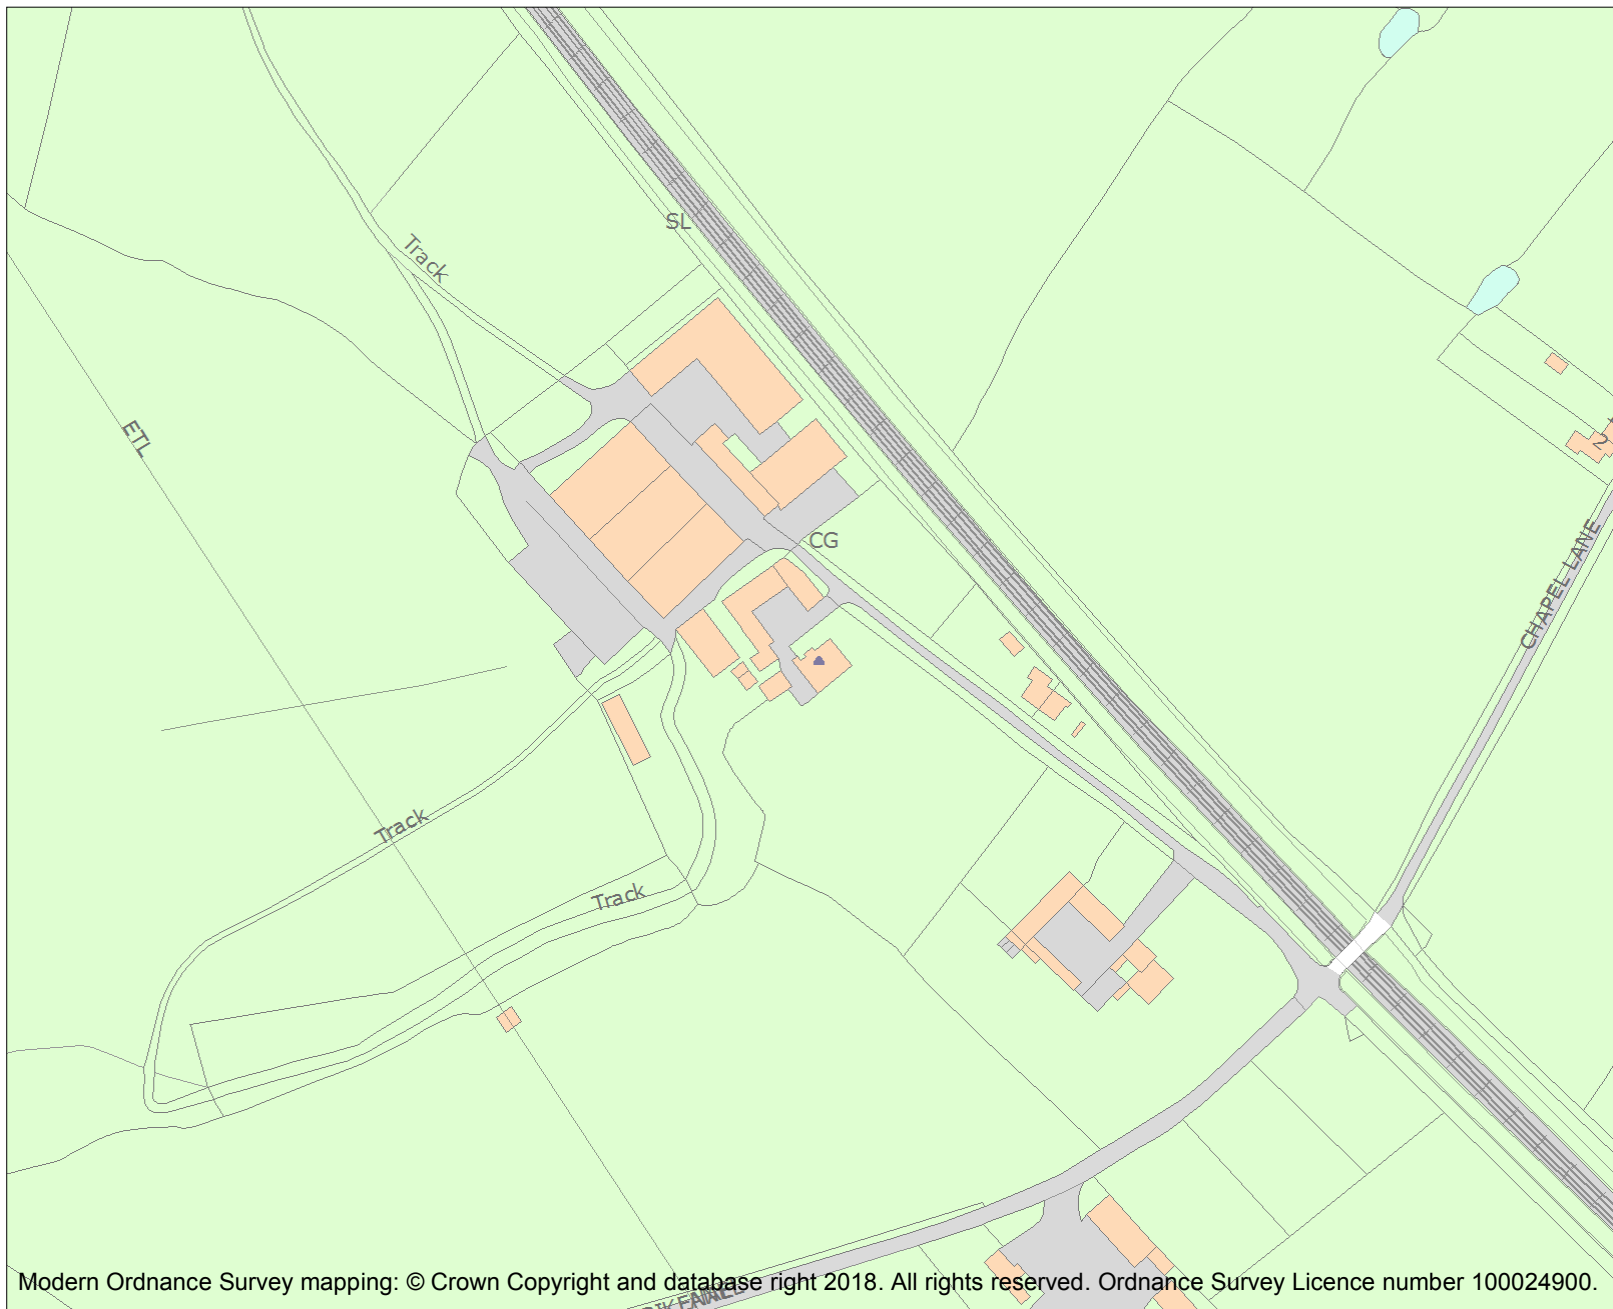 SL
Track
ETL
2
CG
CHAPEL LANE
Track
Track
Modern Ordnance Survey mapping: © Crown Copyright and database right 2018. All rights reserved. Ordnance Survey Licence number 100024900.